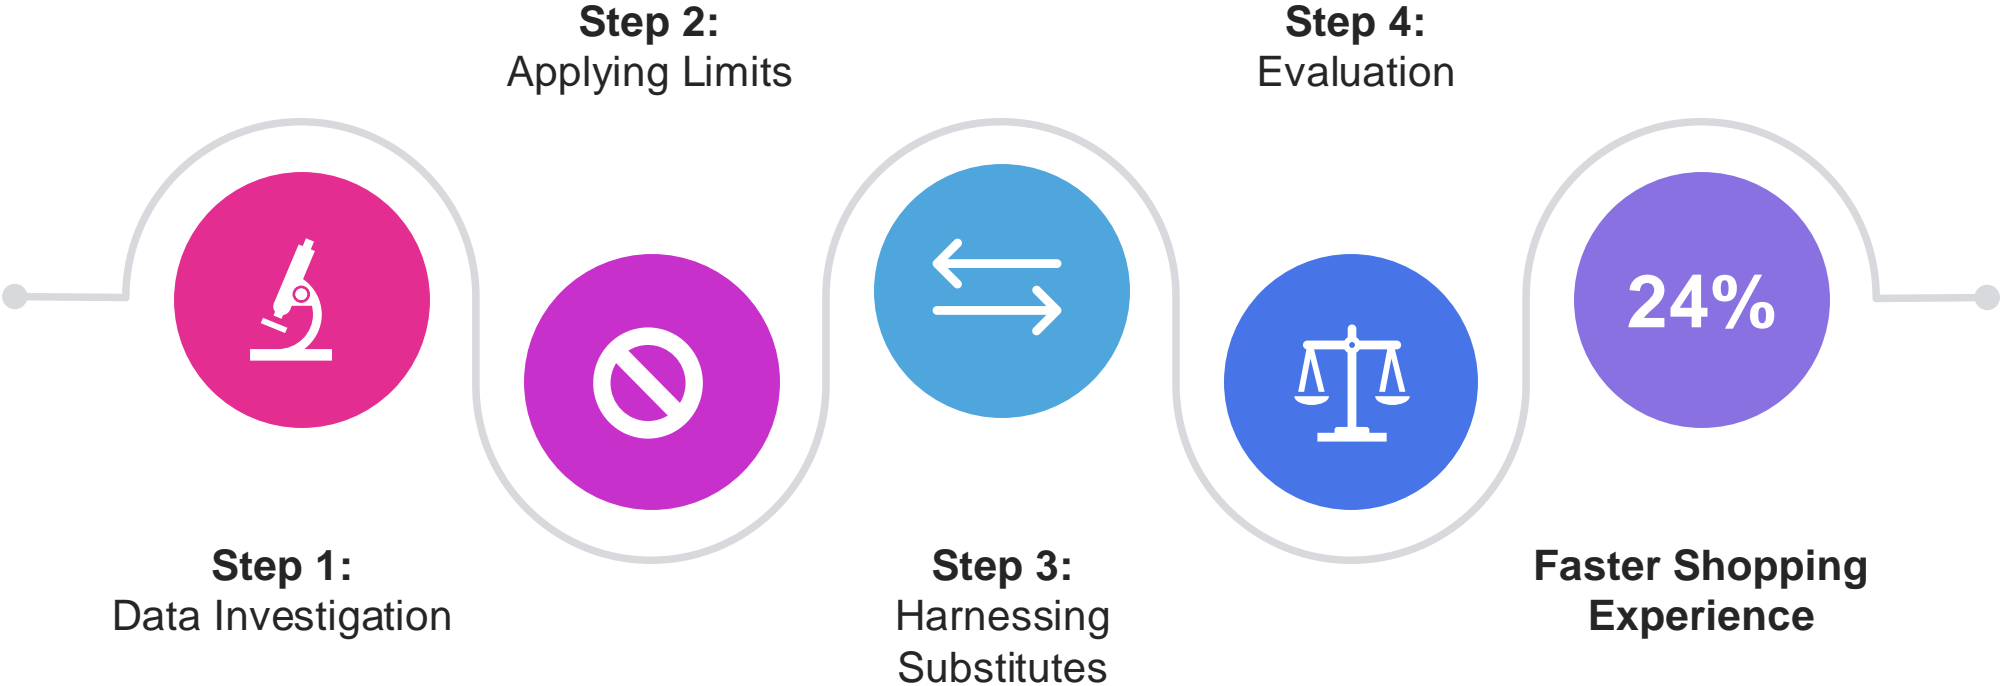 Step 1:
Data Investigation
Step 2:
Applying Limits
Step 3:
Harnessing
Substitutes
Step 4:
Evaluation
24%
Faster Shopping
Experience